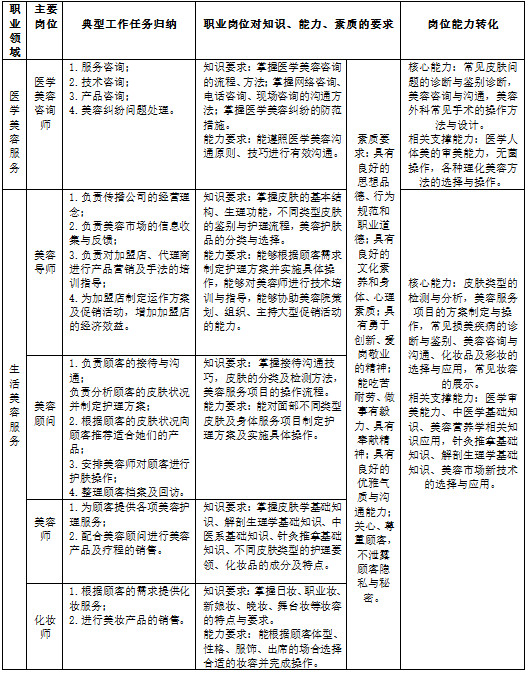 职业领域
主要岗位
典型工作任务归纳
职业岗位对知识、能力、素质的要求
岗位能力转化
医学美容服务
医学美容咨询师
1. 服务咨询；
2. 技术咨询；
3. 产品咨询；
4. 美容纠纷问题处理。
知识要求：掌握医学美容咨询
的流程、方法；掌握网络咨询、
电话咨询、现场咨询的沟通方
法；掌握医学美容纠纷的防范
措施。
能力要求：能遵照医学美容沟
通原则、技巧进行有效沟通。
素质要
求：具有
良好的
思想品
德、行为
规范和
职业道
德；具有
良好的
文化素
养和身
体、心理
素质；具
有勇于
创新、爱
岗敬业
的精神；
能吃苦
耐劳、做
事有毅
力、具有
奉献精
神；具有
良好的
优雅气
质与沟
通能力；
关心、尊
重顾客，
不泄露
顾客隐
私与秘
密。
核心能力：常见皮肤问
题的诊断与鉴别诊断，
美容咨询与沟通，美容
外科常见手术的操作方
法与设计。
相关支撑能力：医学人
体美的审美能力，无菌
操作，各种理化美容方
法的选择与操作。
生活美容服务
美容导师
1. 负责传播公司的经营理
念；
2. 负责美容市场的信息收
集与反馈；
3. 负责对加盟店、代理商
进行产品营销及手法的培
训指导；
4. 为加盟店制定运作方案
及促销活动，增加加盟店
的经济效益。
知识要求：掌握皮肤的基本结
构、生理功能，不同类型皮肤
的鉴别与护理流程，美容护肤
品的分类与选择。
能力要求：能够根据顾客需求
制定护理方案并实施具体操
作，能够对美容师进行技术培
训与指导，能够协助美容院策
划、组织、主持大型促销活动
的能力。
核心能力：皮肤类型的
检测与分析，美容服务
项目的方案制定与操
作，常见损美疾病的诊
断与鉴别、美容咨询与
沟通、化妆品及彩妆的
选择与应用，常见妆容
的展示。
相关支撑能力：医学审
美能力、中医学基础知
识、美容营养学相关知
识应用，针灸推拿基础
知识、解剖生理学基础
知识、美容市场新技术
的选择与应用。
美容顾问
1. 负责顾客的接待与沟
通；
负责分析顾客的皮肤状况
并制定护理方案；
2. 根据顾客的皮肤状况向
顾客推荐适合她们的产
品；
3. 安排美容师对顾客进行
护肤操作；
4. 整理顾客档案及回访。
知识要求：掌握接待沟通技
巧，皮肤的分类及检测方法，
美容服务项目的操作流程。
能力要求：能对面部不同类型
皮肤及身体服务项目制定护
理方案及实施具体操作。
美容师
1. 为顾客提供各项美容护
理服务；
2. 配合美容顾问进行美容
产品及疗程的销售。
知识要求：掌握皮肤学基础知
识、解剖生理学基础知识、中
医系基础知识、针灸推拿基础
知识、不同皮肤类型的护理要
领、化妆品的成分及特点。
化妆师
1. 根据顾客的需求提供化
妆服务；
2. 进行美妆产品的销售。
知识要求：掌握日妆、职业妆、
新娘妆、晚妆、舞台妆等妆容
的特点与要求。
能力要求：能根据顾客体型、
性格、服饰、出席的场合选择
合适的妆容并完成操作。